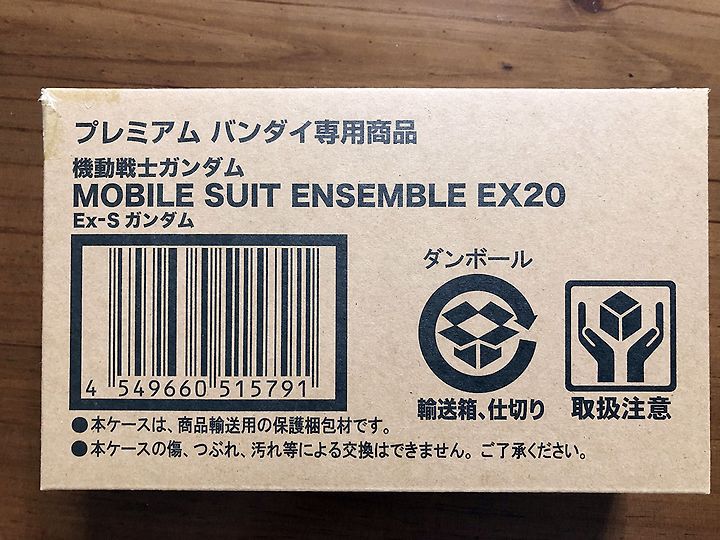 プレミアム バンダイ専用商品
機動戦士ガンダム
MOBILE SUIT ENSEMBLE EX20
Ex-S ガンダム
4 549660 515791
ダンボール
輸送箱、仕切り
取扱注意
●本ケースは、商品輸送用の保護梱包材です。
●本ケースの傷、つぶれ、汚れ等による交換はできません。ご了承ください。